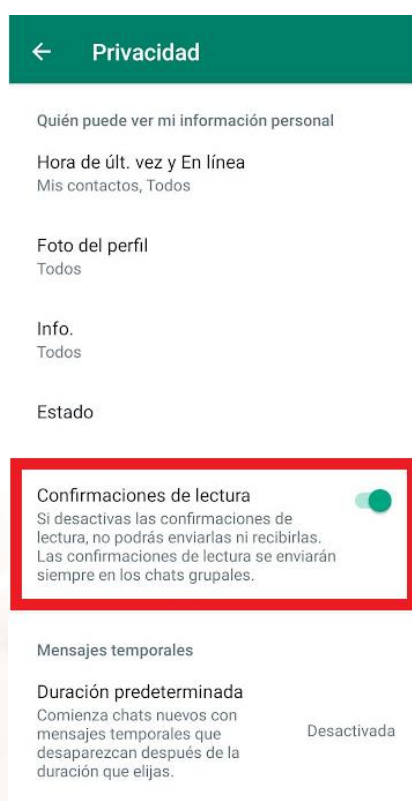 Privacidad
Quién puede ver mi información personal
Hora de últ. vez y En línea
Mis contactos, Todos
Foto del perfil
Todos
Info.
Todos
Estado
Confirmaciones de lectura
Si desactivas las confirmaciones de
lectura, no podrás enviarlas ni recibirlas.
Las confirmaciones de lectura se enviarán
siempre en los chats grupales.
Mensajes temporales
Duración predeterminada
Comienza chats nuevos con
mensajes temporales que
desaparezcan después de la
duración que elijas.
Desactivada